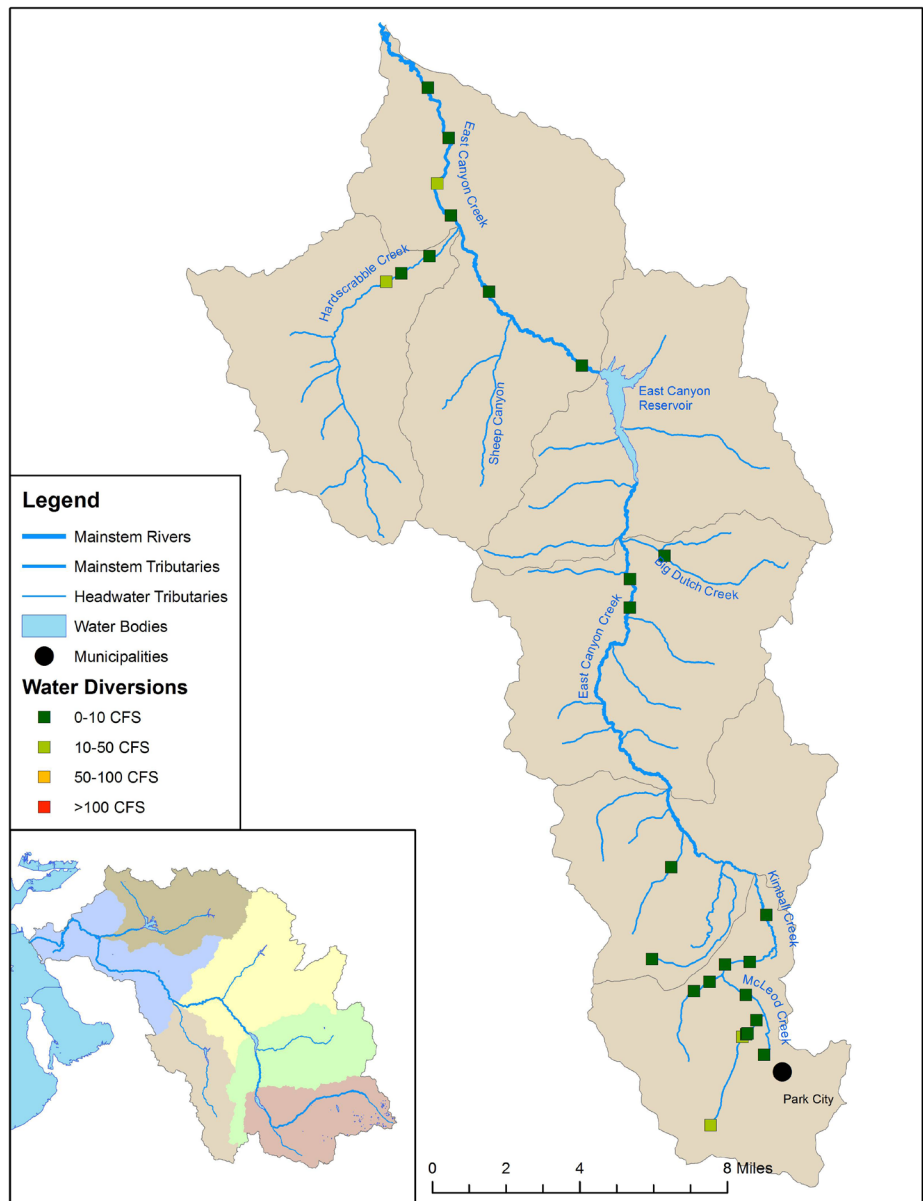 East Canyon Creek
Hardscrabble Creek
Sheep Canyon
East Canyon
Reservoir
Big Dutch Creek
East Canyon Creek
Legend
Mainstem Rivers
Mainstem Tributaries
Headwater Tributaries
Water Bodies
Municipalities
Water Diversions
0-10 CFS
10-50 CFS
50-100 CFS
>100 CFS
Kimball Creek
McLeod Creek
Park City
0 2 4 8 Miles